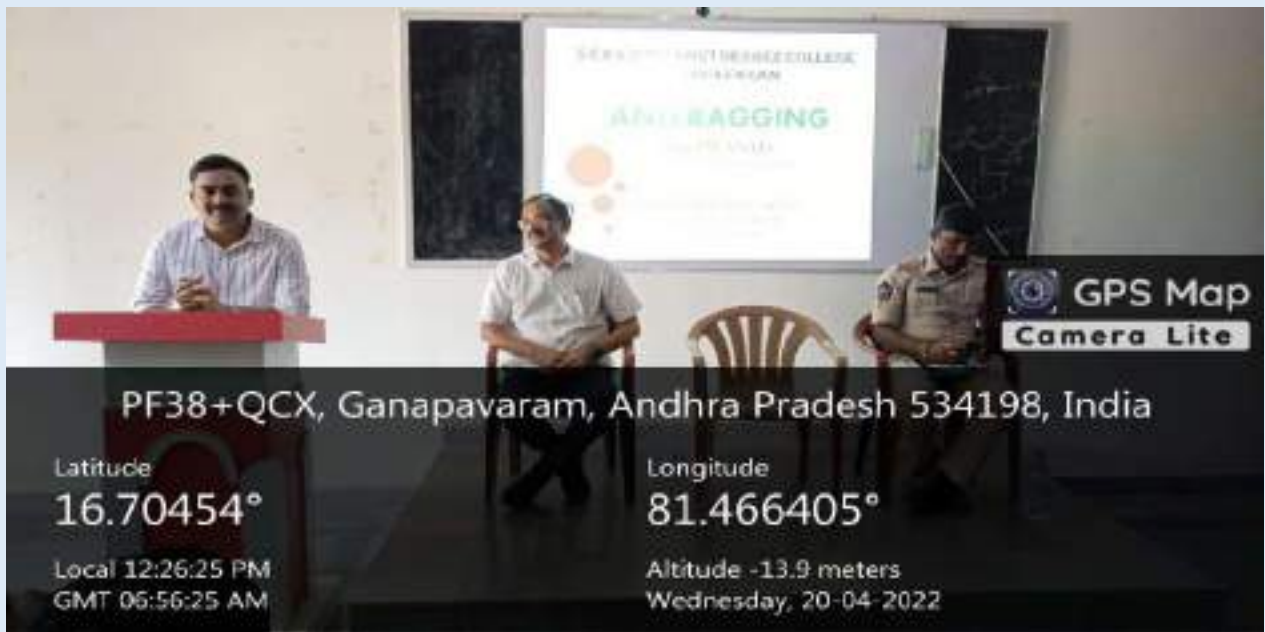 COLLEGE
ANTI RAGGING
GPS Map
Camera Lite
PF38+QCX, Ganapavaram, Andhra Pradesh 534198, India
Latitude
16.70454°
Longitude
81.466405°
Local 12:26:25 PM
GMT 06:56:25 AM
Altitude -13.9 meters
Wednesday, 20-04-2022